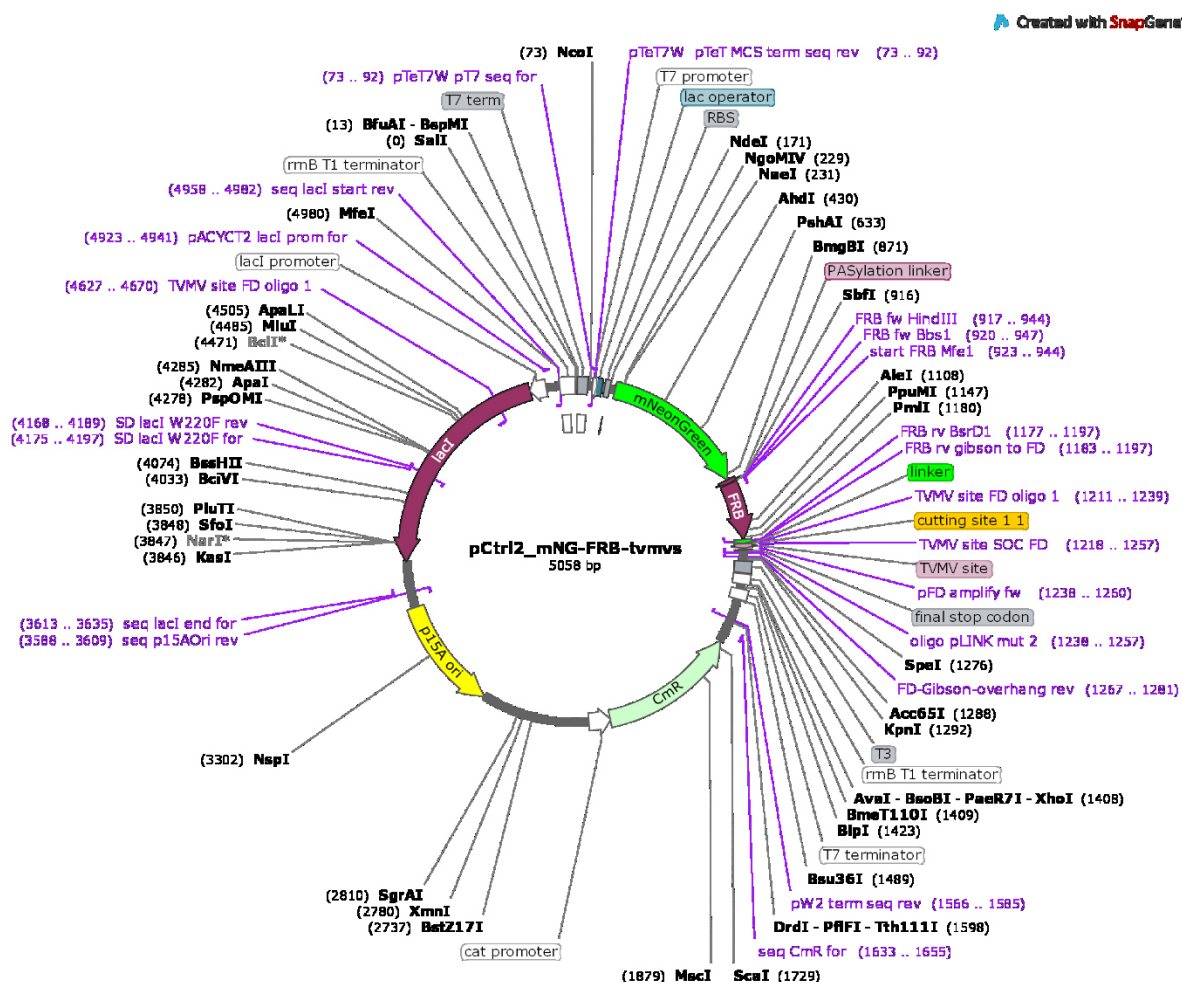 Created with SnapGene
(73) NcoI
pTeT7W pTeT MCS term seq rev (73 .. 92)
(73 .. 92) pTeT7W pT7 seq for
T7 promoter
T7 term
lac operator
RBS
(13) BfuAI - BspMI
(0) SalI
NdeI (171)
NgoMIV (229)
NaeI (231)
rrnB T1 terminator
(4958 .. 4982) seq lacI start rev
AhdI (430)
(4980) MfeI
PshAI (633)
(4923 .. 4941) pACYCT2 lacI prom for
BmgBI (871)
lacI promoter
PASylation linker
(4627 .. 4670) TVMV site FD oligo 1
SbfI (916)
(4505) ApaLI
FRB fw HindIII (917 .. 944)
(4485) MluI
FRB fw Bbs1 (920 .. 947)
(4471) BclI*
start FRB Mfe1 (923 .. 944)
(4285) NmeAIII
AleI (1108)
(4282) ApaI
PpuMI (1147)
(4278) PspOMI
PmlI (1180)
(4168 .. 4189) SD lacI W220F rev
FRB rv BsrD1 (1177 .. 1197)
(4175 .. 4197) SD lacI W220F for
FRB rv gibson to FD (1183 .. 1197)
(4074) BssHII
linker
(4033) BciVI
TVMV site FD oligo 1 (1211 .. 1239)
(3850) PluTI
cutting site 1 1
(3848) SfoI
TVMV site SOC FD (1218 .. 1257)
(3847) NarI*
TVMV site
(3846) KasI
pFD amplify fw (1238 .. 1260)
final stop codon
(3613 .. 3635) seq lacI end for
oligo pLINK mut 2 (1238 .. 1257)
(3588 .. 3609) seq p15AOri rev
SpeI (1276)
FD-Gibson-overhang rev (1267 .. 1281)
Acc65I (1288)
KpnI (1292)
T3
rrnB T1 terminator
(3302) NspI
AvaI - BsoBI - PaeR7I - XhoI (1408)
BmeT110I (1409)
BlpI (1423)
T7 terminator
Bsu36I (1489)
(2810) SgrAI
pW2 term seq rev (1566 .. 1585)
(2780) XmnI
(2737) BstZ17I
DrdI - PflFI - Tth111I (1598)
cat promoter
seq CmR for (1633 .. 1655)
(1879) MscI
ScaI (1729)
mNeonGreen
FRB
lacI
p15A ori
CmR
pCtrl2_mNG-FRB-tvmvs
5058 bp